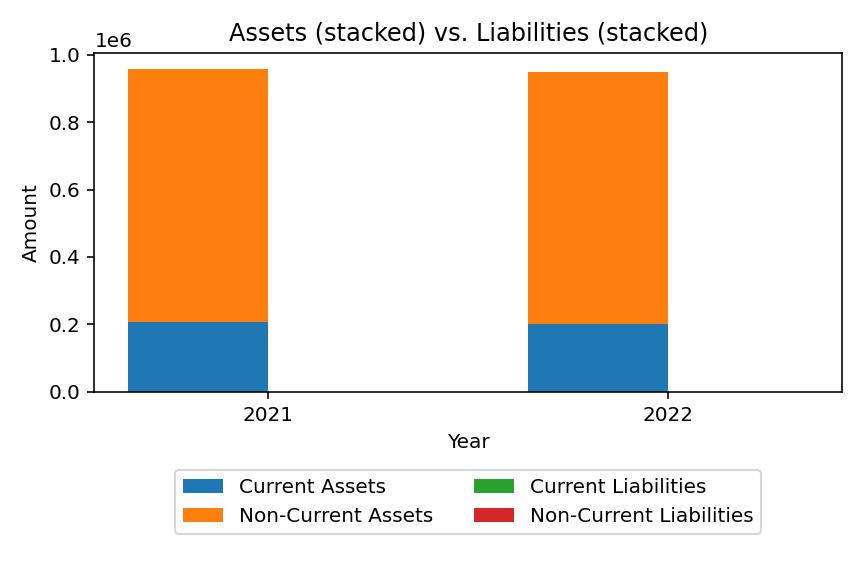 Assets (stacked) vs. Liabilities (stacked)
1e6
1.0
0.8
0.6
0.4
0.2
0.0
Amount
2021 2022
Year
Current Assets Current Liabilities
Non-Current Assets Non-Current Liabilities